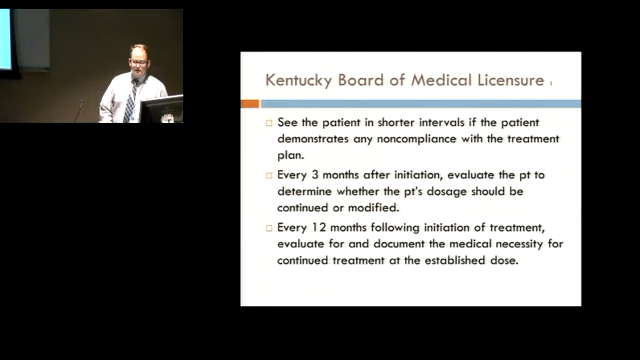 Kentucky Board of Medical Licensure 1
See the patient in shorter intervals if the patient
demonstrates any noncompliance with the treatment
plan.
Every 3 months after initiation, evaluate the pt to
determine whether the pt's dosage should be
continued or modified.
Every 12 months following initiation of treatment,
evaluate for and document the medical necessity for
continued treatment at the established dose.